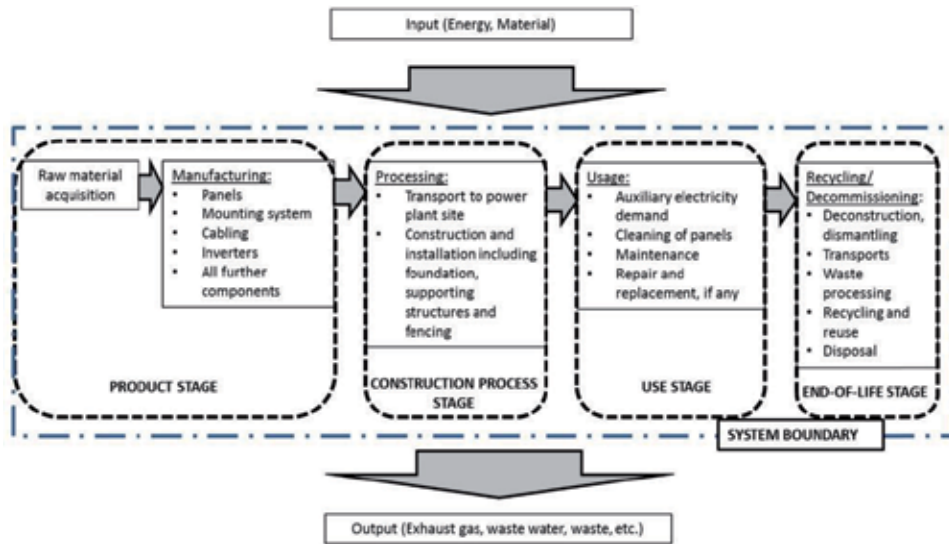 Input (Energy, Material)
Raw material
acquisition
Manufacturing:
• Panels
• Mounting system
• Cabling
• Inverters
• All further
components
PRODUCT STAGE
Processing:
• Transport to power
plant site
• Construction and
installation including
foundation,
supporting
structures and
fencing
CONSTRUCTION PROCESS
STAGE
Usage:
• Auxiliary electricity
demand
• Cleaning of panels
• Maintenance
• Repair and
replacement, if any
USE STAGE
Recycling/
Decommissioning:
• Deconstruction,
dismantling
• Transports
• Waste
processing
• Recycling and
reuse
• Disposal
END-OF-LIFE STAGE
SYSTEM BOUNDARY
Output (Exhaust gas, waste water, waste, etc.)